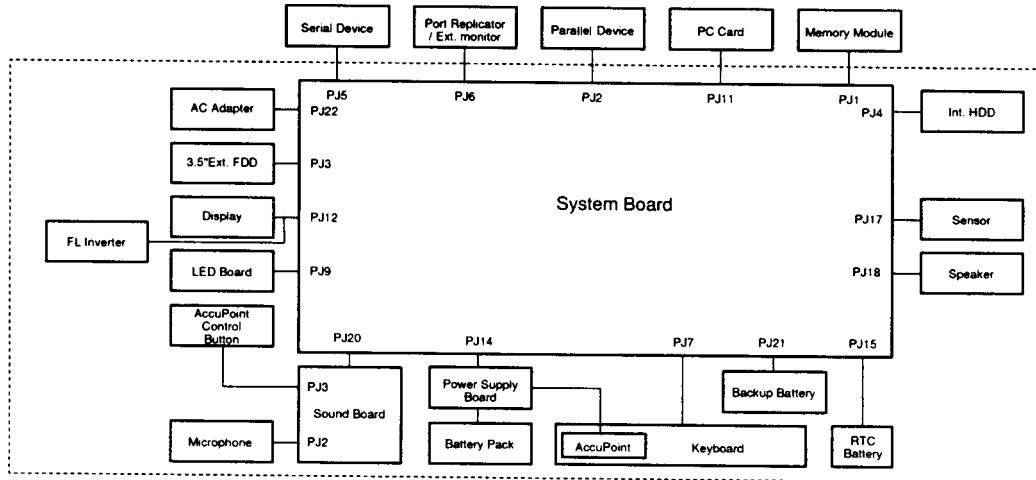 Serial Device
Port Replicator
/ Ext. monitor
Parallel Device
PC Card
Memory Module
PJ5
PJ6
PJ2
PJ11
PJ1
AC Adapter
PJ22
PJ4
Int. HDD
3.5"Ext. FDD
PJ3
System Board
Display
PJ12
PJ17
Sensor
FL Inverter
LED Board
PJ9
PJ18
Speaker
AccuPoint
Control
Button
PJ20
PJ14
PJ7
PJ21
PJ15
PJ3
Sound Board
PJ2
Power Supply
Board
Backup Battery
Microphone
Battery Pack
AccuPoint
Keyboard
RTC
Battery